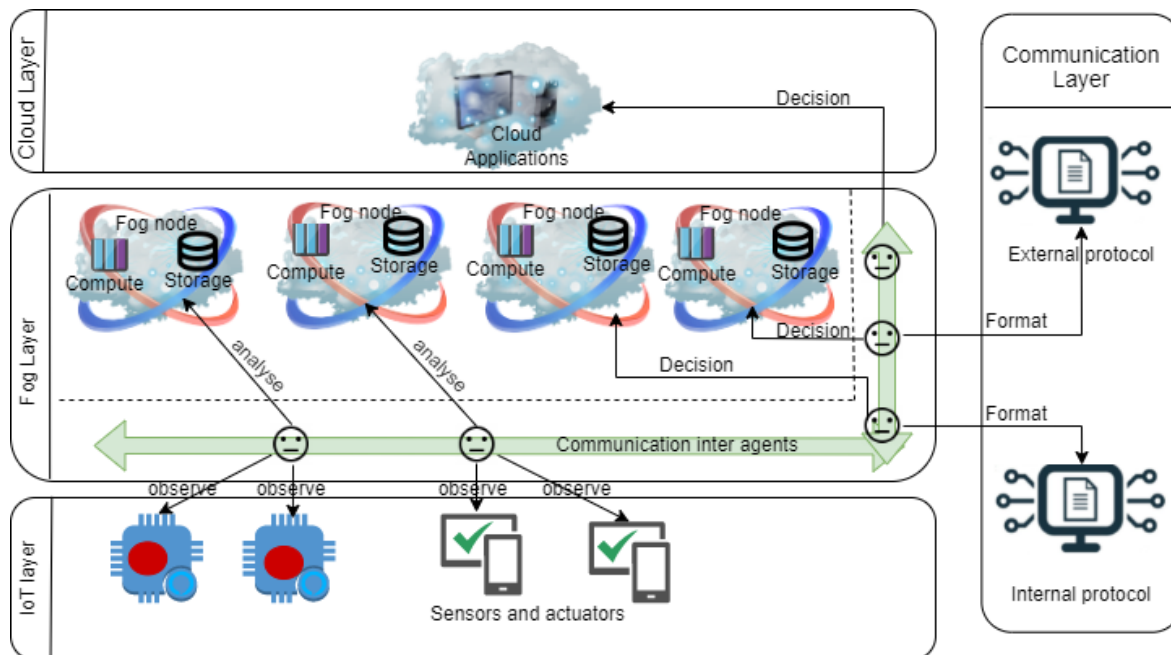 Cloud Layer
Cloud
Applications
Decision
Communication
Layer
External protocol
Format
Format
Internal protocol
Fog Layer
Fog node
Compute
Storage
Fog node
Compute
Storage
Fog node
Compute
Storage
Fog node
Compute
Storage
analyse
analyse
Decision
Decision
Communication inter agents
observe
observe
observe
observe
IoT layer
Sensors and actuators